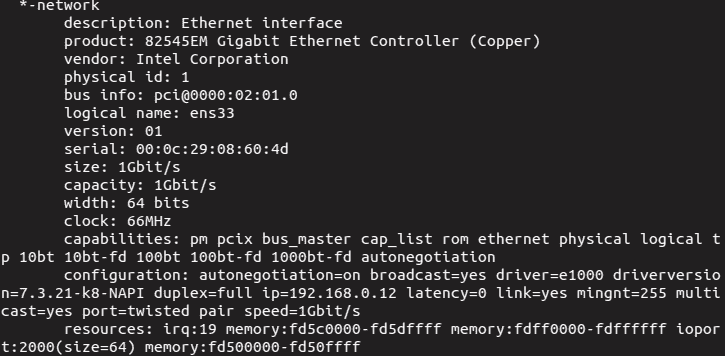 *-network
description: Ethernet interface
product: 82545EM Gigabit Ethernet Controller (Copper)
vendor: Intel Corporation
physical id: 1
bus info: pci@0000:02:01.0
logical name: ens33
version: 01
serial: 00:0c:29:08:60:4d
size: 1Gbit/s
capacity: 1Gbit/s
width: 64 bits
clock: 66MHz
capabilities: pm pcix bus_master cap_list rom ethernet physical logical t
p 10bt 10bt-fd 100bt 100bt-fd 1000bt-fd autonegotiation
configuration: autonegotiation=on broadcast=yes driver=e1000 driverversio
n=7.3.21-k8-NAPI duplex=full ip=192.168.0.12 latency=0 link=yes mingnt=255 multi
cast=yes port=twisted pair speed=1Gbit/s
resources: irq:19 memory:fd5c0000-fd5dffff memory:fdff0000-fdffffff iopor
t:2000(size=64) memory:fd500000-fd50ffff